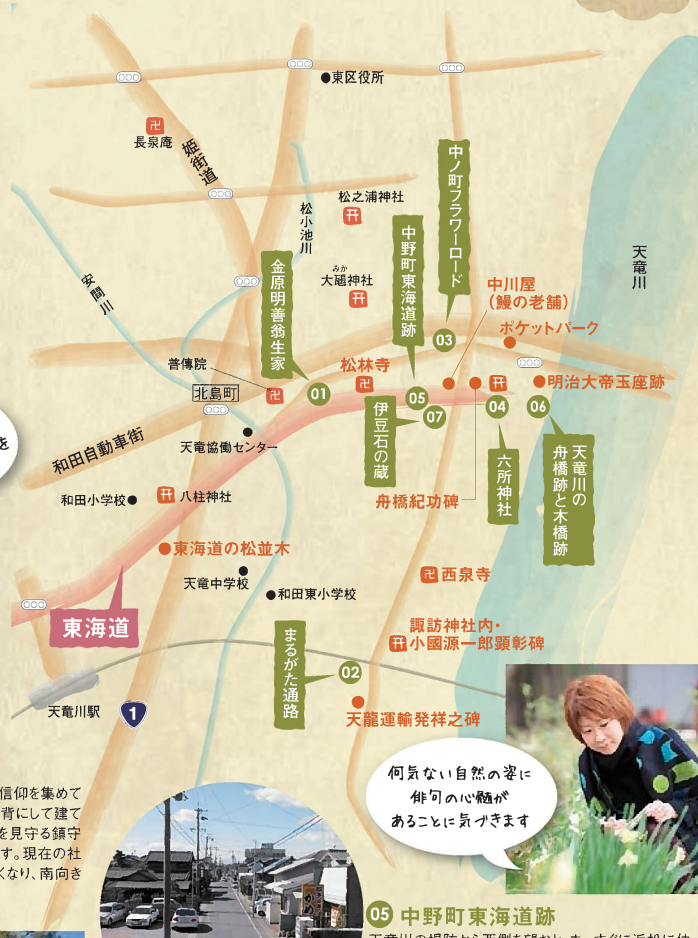 東区役所
卍
長泉庵
姫街道
松小池川
松之浦神社
中ノ町フラワーロード
天竜川
安間川
金原明善翁生家
みか
大甕神社
中野町東海道跡
中川屋
(鰻の老舗)
ポケットパーク
03
普傳院
松林寺
卍
北島町
卍
01
05
07
明治大帝玉座跡
04
06
伊豆石の蔵
和田自動車街
天竜協働センター
六所神社
天竜川の
舟橋跡と木橋跡
を
和田小学校
八柱神社
舟橋紀功碑
東海道の松並木
天竜中学校
卍西泉寺
和田東小学校
東海道
まるがた通路
02
諏訪神社内・
小國源一郎顕彰碑
天竜川駅
1
天龍運輸発祥之碑
何気ない自然の姿に
俳句の心髄が
あることに気づきます
信仰を集めて
背にして建て
を見守る鎮守
す。現在の社
くなり、南向き
05 中野町東海道跡